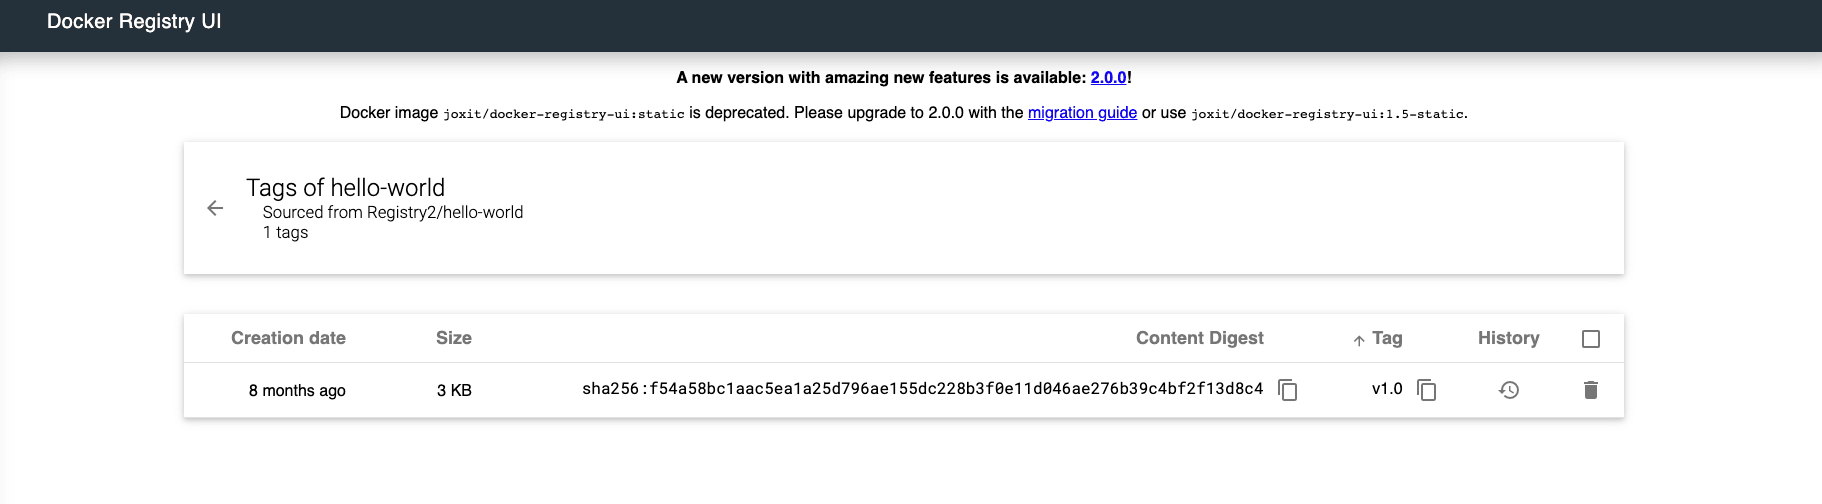 Docker Registry UI
A new version with amazing new features is available: 2.0.0!
Docker image joxit/docker-registry-ui:static is deprecated. Please upgrade to 2.0.0 with the migration guide or use joxit/docker-registry-ui:1.5-static.
Tags of hello-world
Sourced from Registry2/hello-world
1 tags
Creation date Size Content Digest Tag History
8 months ago 3 KB sha256:f54a58bc1aac5ea1a25d796ae155dc228b3f0e11d046ae276b39c4bf2f13d8c4 v1.0